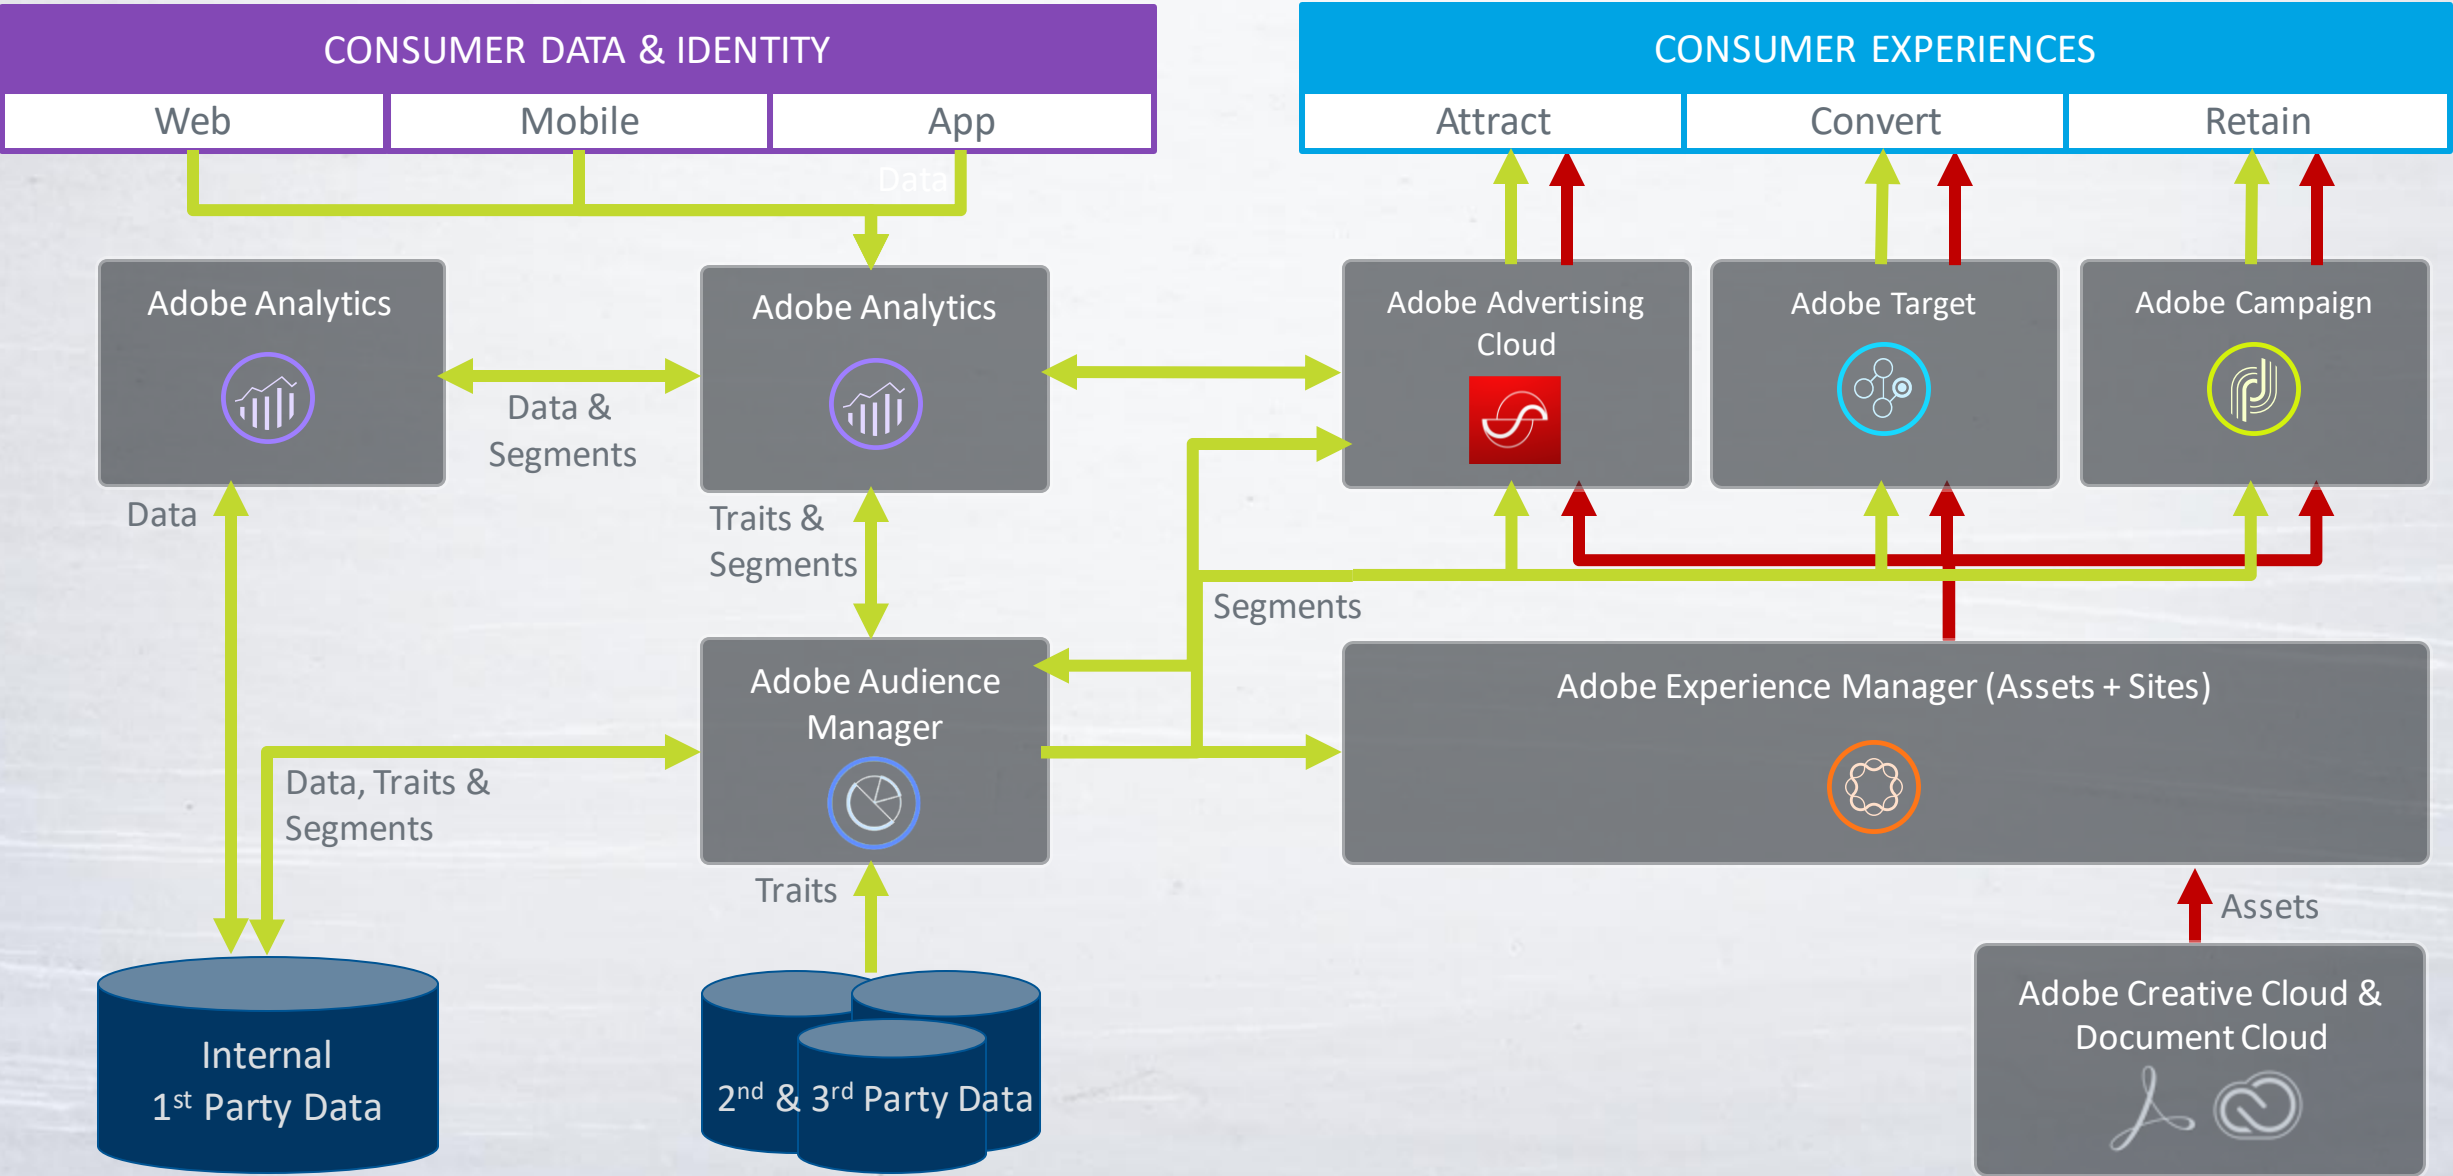 CONSUMER DATA & IDENTITY
Web
Mobile
App
Data
CONSUMER EXPERIENCES
Attract
Convert
Retain
Adobe Analytics
Data &
Segments
Adobe Analytics
Adobe Advertising
Cloud
Adobe Target
Adobe Campaign
Data
Traits &
Segments
Segments
Adobe Audience
Manager
Adobe Experience Manager (Assets + Sites)
Data, Traits &
Segments
Traits
Assets
Internal
1st Party Data
2nd & 3rd Party Data
Adobe Creative Cloud &
Document Cloud